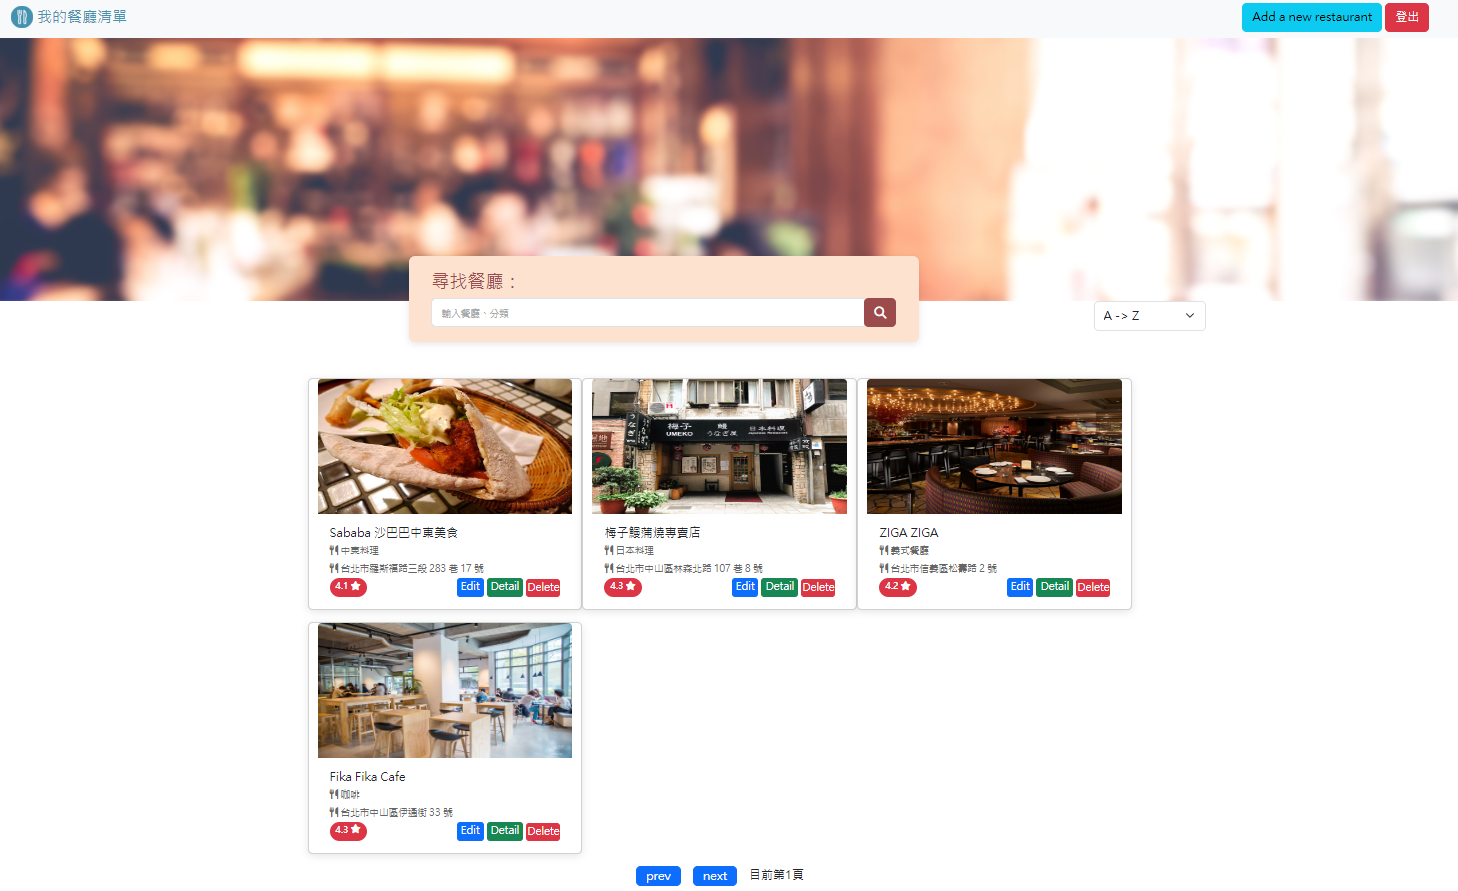 我的餐廳清單
Add a new restaurant
登出
尋找餐廳：
輸入餐廳、分類
A -> Z
梅子 鰻 日本料理
UMEKO うなぎ屋
Sababa 沙巴巴中東美食
中東料理
台北市羅斯福路三段 283 巷 17 號
4.1
Edit Detail Delete
梅子鰻蒲燒專賣店
日本料理
台北市中山區林森北路 107 巷 8 號
4.3
Edit Detail Delete
ZIGA ZIGA
義式餐廳
台北市信義區松壽路 2 號
4.2
Edit Detail Delete
Fika Fika Cafe
咖啡
台北市中山區伊通街 33 號
4.3
Edit Detail Delete
prev next 目前第1頁